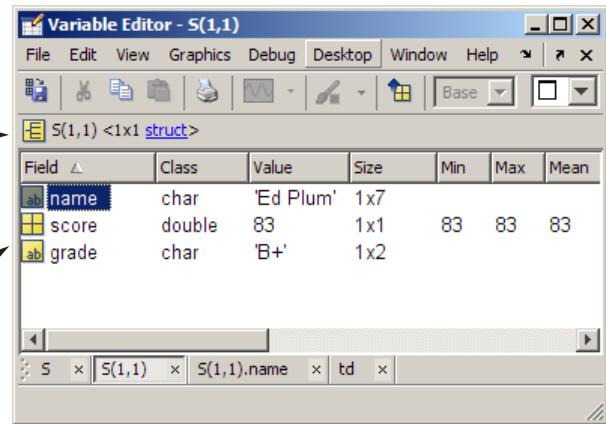 Variable Editor - S(1,1)
File Edit View Graphics Debug Desktop Window Help
Base
S(1,1) <1x1 struct>
Field Class Value Size Min Max Mean
ab name char 'Ed Plum' 1x7
score double 83 1x1 83 83 83
ab grade char 'B+' 1x2
S × S(1,1) × S(1,1).name × td ×